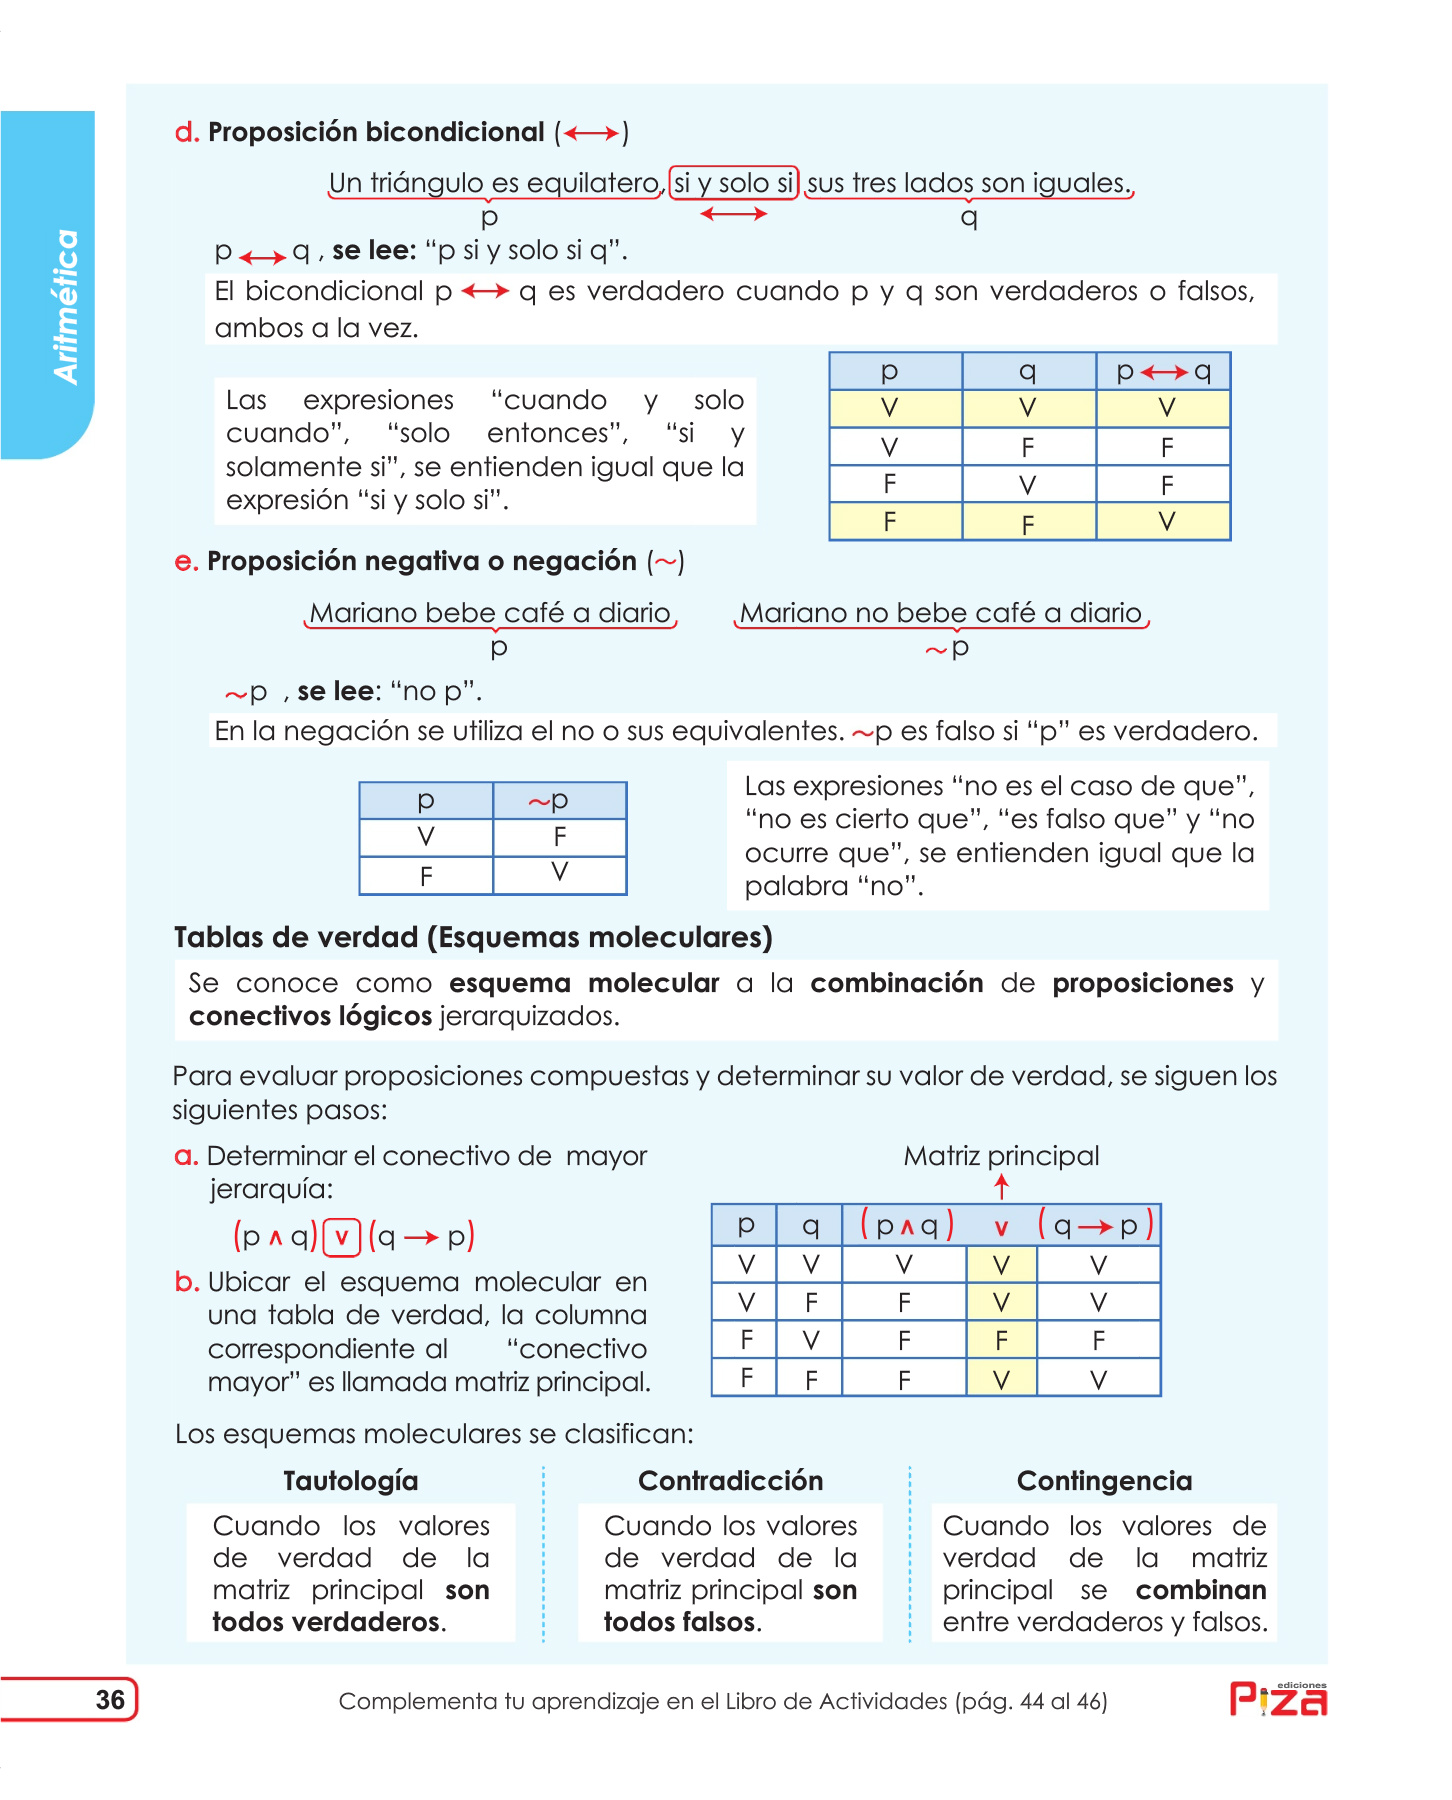 Aritmética
d. Proposición bicondicional (⟷)
Un triángulo es equilatero, si y solo si sus tres lados son iguales.
p ⟷ q
p ⟷ q , se lee: “p si y solo si q”.
El bicondicional p ⟷ q es verdadero cuando p y q son verdaderos o falsos,
ambos a la vez.
Las expresiones “cuando y solo
cuando”, “solo entonces”, “si y
solamente si”, se entienden igual que la
expresión “si y solo si”.
p q p ⟷ q
V V V
V F F
F V F
F F V
e. Proposición negativa o negación (~)
Mariano bebe café a diario Mariano no bebe café a diario
p ~p
~p , se lee: “no p”.
En la negación se utiliza el no o sus equivalentes. ~p es falso si “p” es verdadero.
p ~p
V F
F V
Las expresiones “no es el caso de que”,
“no es cierto que”, “es falso que” y “no
ocurre que”, se entienden igual que la
palabra “no”.
Tablas de verdad (Esquemas moleculares)
Se conoce como esquema molecular a la combinación de proposiciones y
conectivos lógicos jerarquizados.
Para evaluar proposiciones compuestas y determinar su valor de verdad, se siguen los
siguientes pasos:
a. Determinar el conectivo de mayor
jerarquía:
(p ∧ q) ∨ (q → p)
b. Ubicar el esquema molecular en
una tabla de verdad, la columna
correspondiente al “conectivo
mayor” es llamada matriz principal.
Matriz principal
p q (p ∧ q) ∨ (q → p)
V V V V V
V F F V V
F V F F F
F F F V V
Los esquemas moleculares se clasifican:
Tautología
Cuando los valores
de verdad de la
matriz principal son
todos verdaderos.
Contradicción
Cuando los valores
de verdad de la
matriz principal son
todos falsos.
Contingencia
Cuando los valores de
verdad de la matriz
principal se combinan
entre verdaderos y falsos.
36
Complementa tu aprendizaje en el Libro de Actividades (pág. 44 al 46)
ediciones
Piza